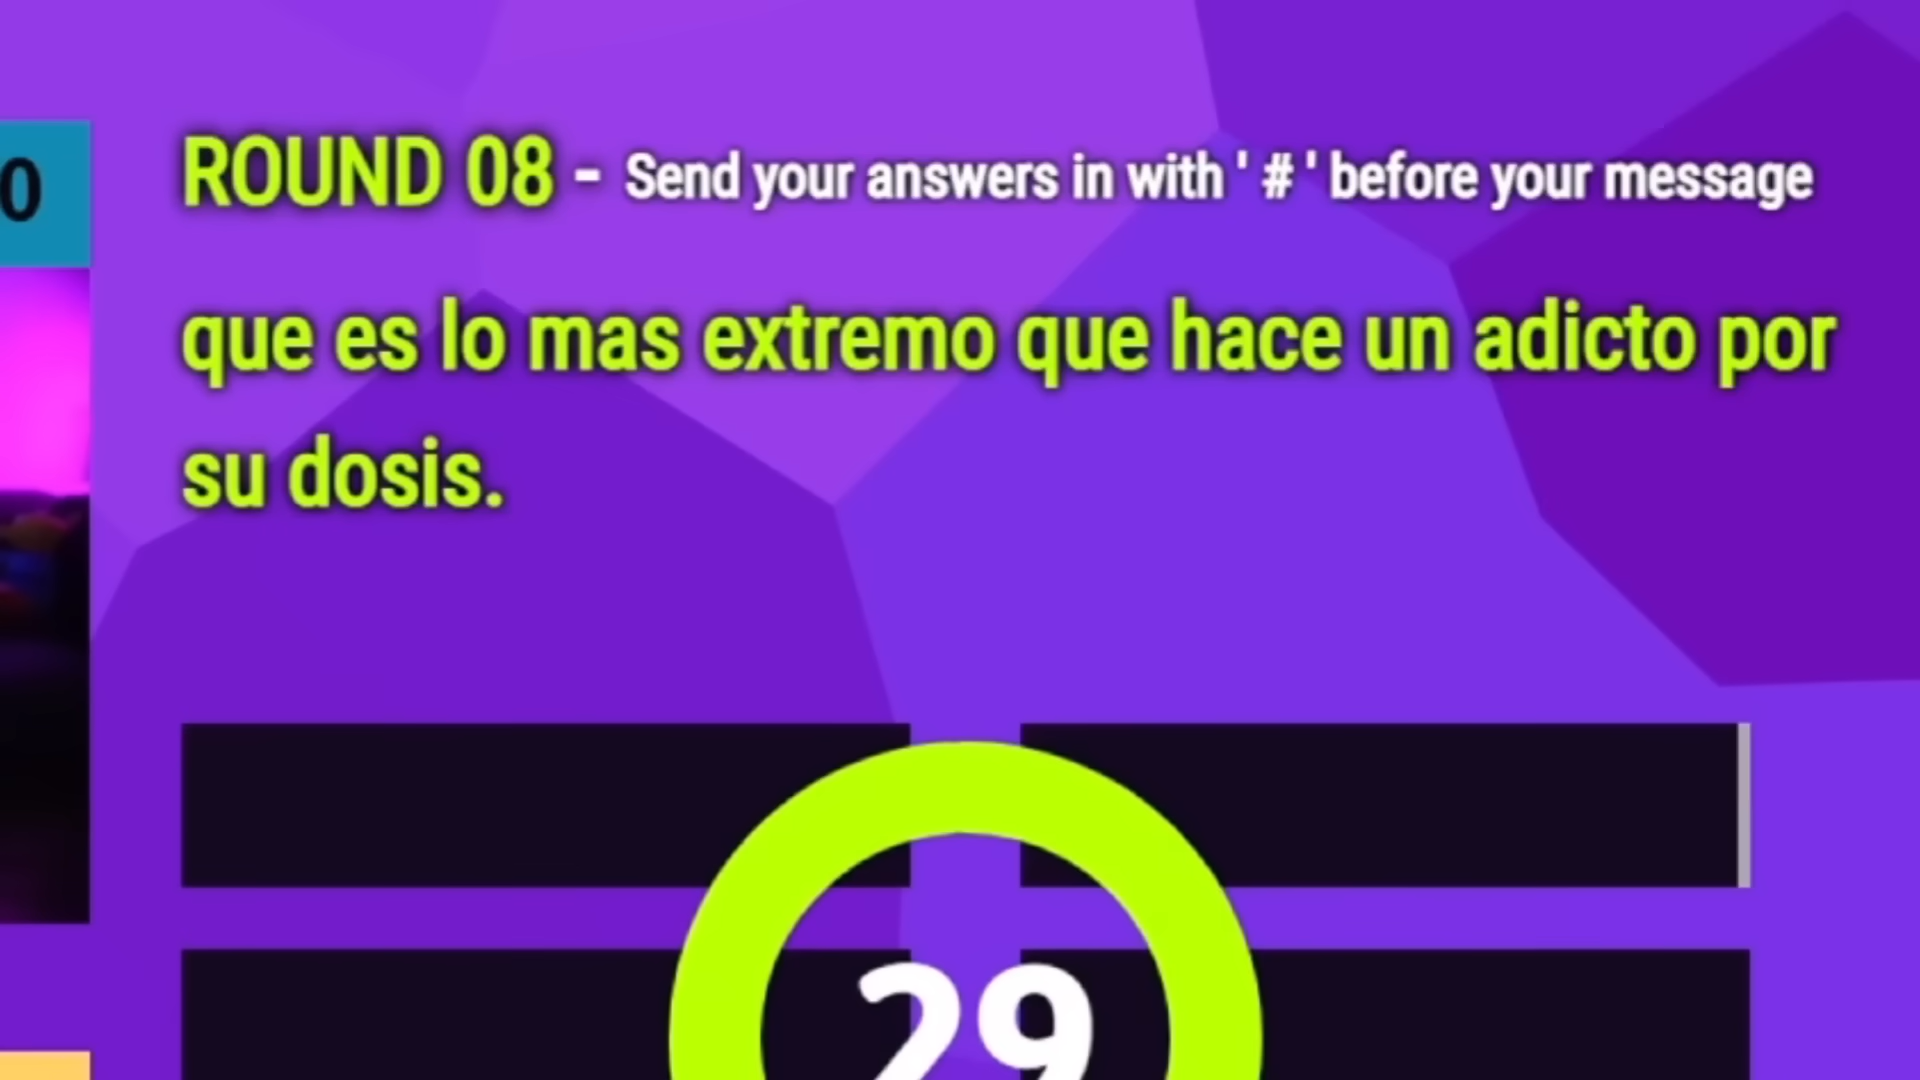 0
ROUND 08 - Send your answers in with ' # ' before your message
que es lo mas extremo que hace un adicto por
su dosis.
29